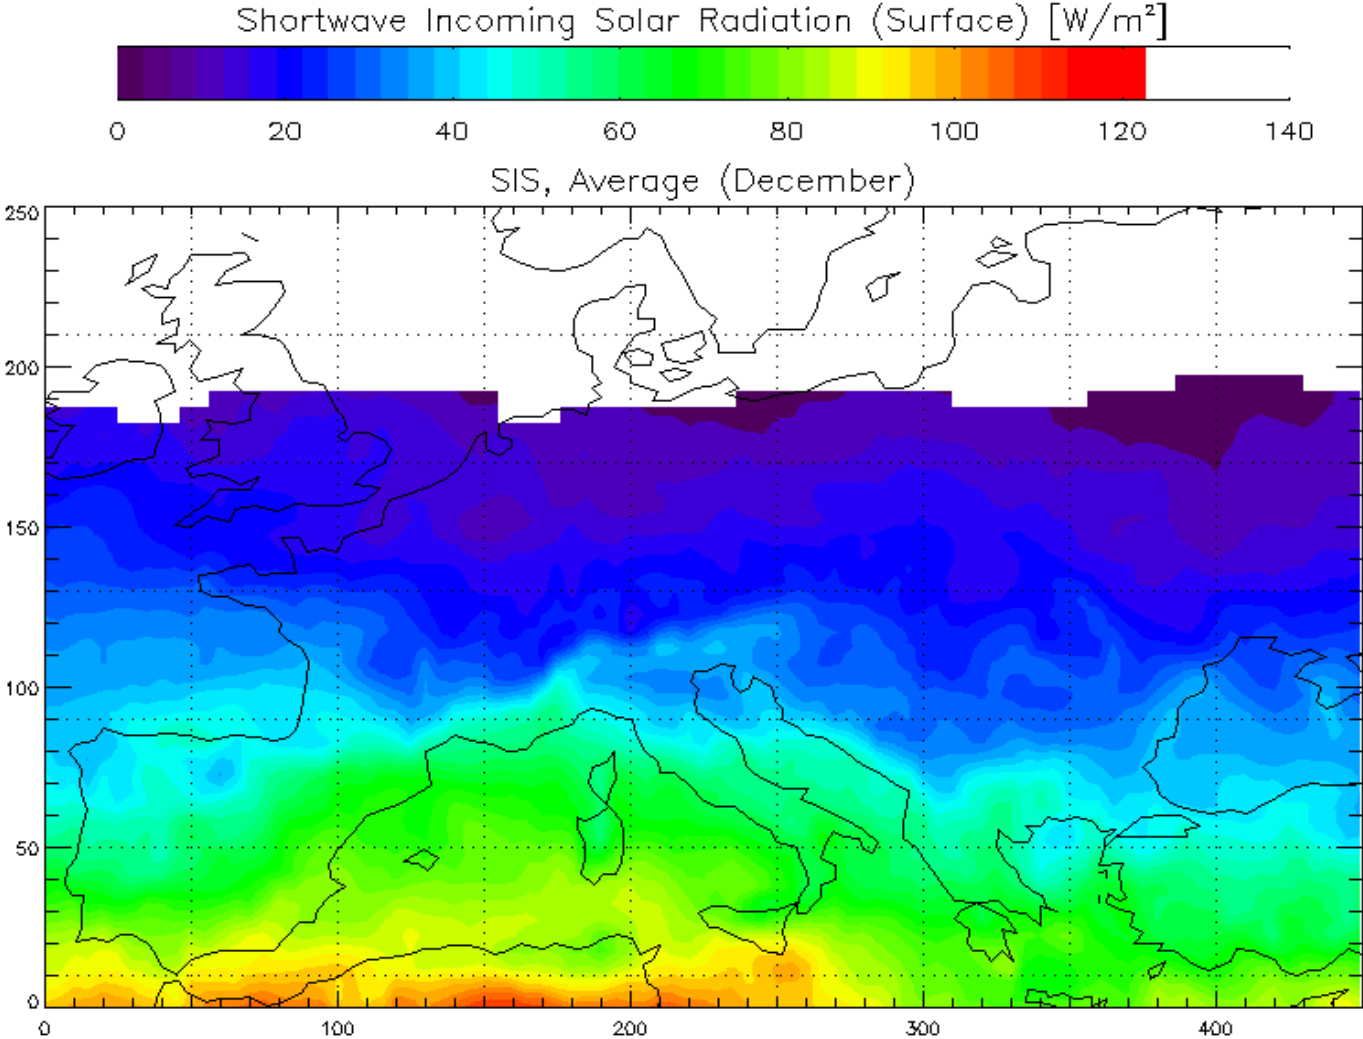 Shortwave Incoming Solar Radiation (Surface) [W/m²]
0 20 40 60 80 100 120 140
SIS, Average (December)
250
200
150
100
50
0
0 100 200 300 400